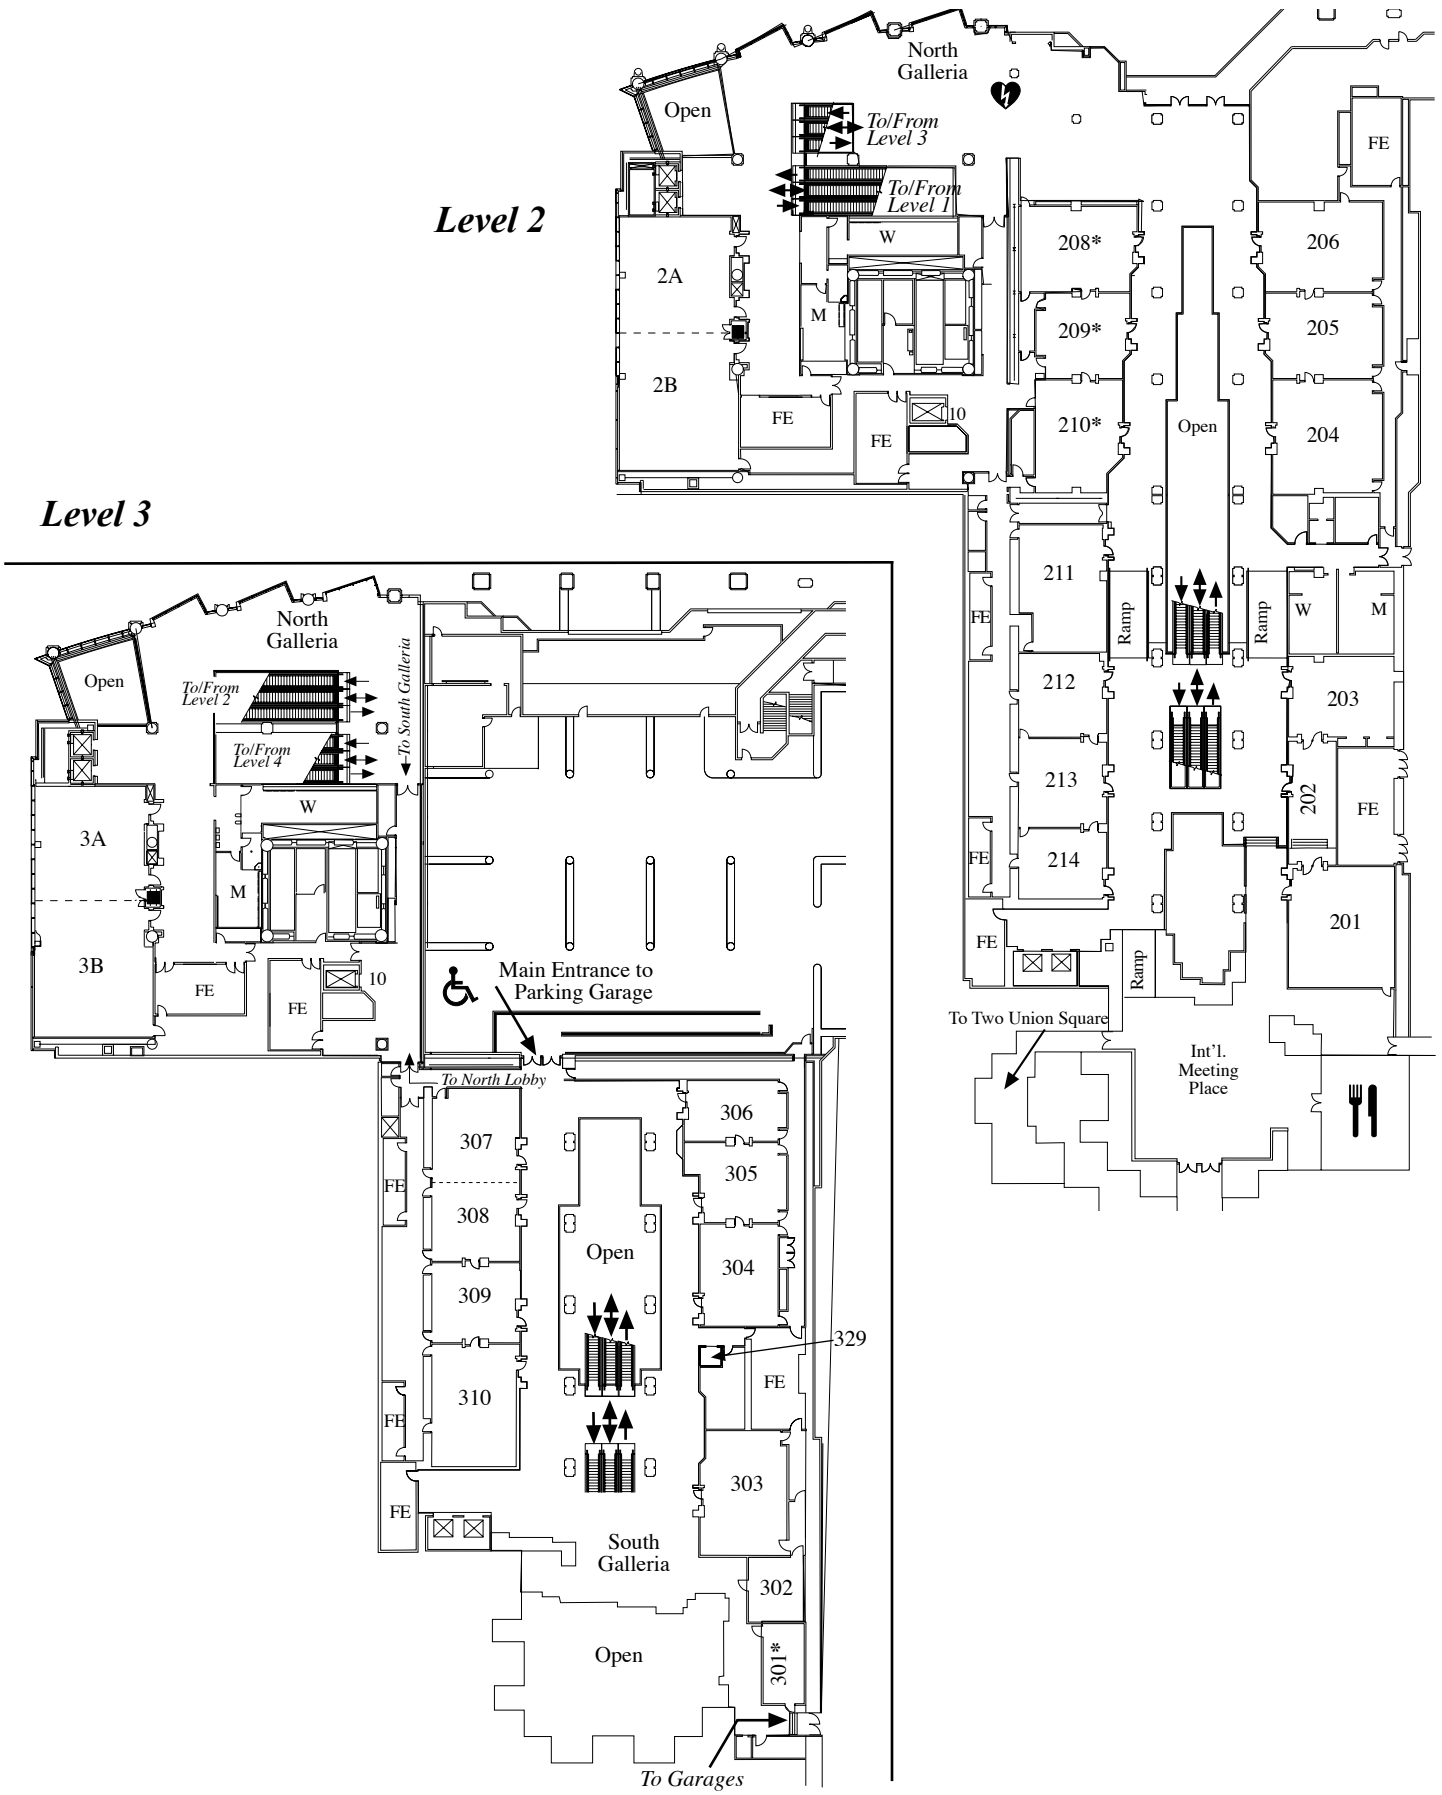 Level 2
North
Galleria
Open
To/From
Level 3
To/From
Level 1
FE
W
208*
206
2A
M
209*
205
2B
FE
FE
10
210*
Open
204
211
FE
Ramp
Ramp
W
M
212
203
213
202
FE
FE
214
201
FE
Ramp
To Two Union Square
Int'l.
Meeting
Place
Level 3
North
Galleria
Open
To/From
Level 2
To South Galleria
To/From
Level 4
W
3A
M
3B
FE
FE
10
Main Entrance to
Parking Garage
To North Lobby
307
306
FE
305
308
Open
304
309
329
310
FE
FE
303
FE
South
Galleria
302
Open
301*
To Garages